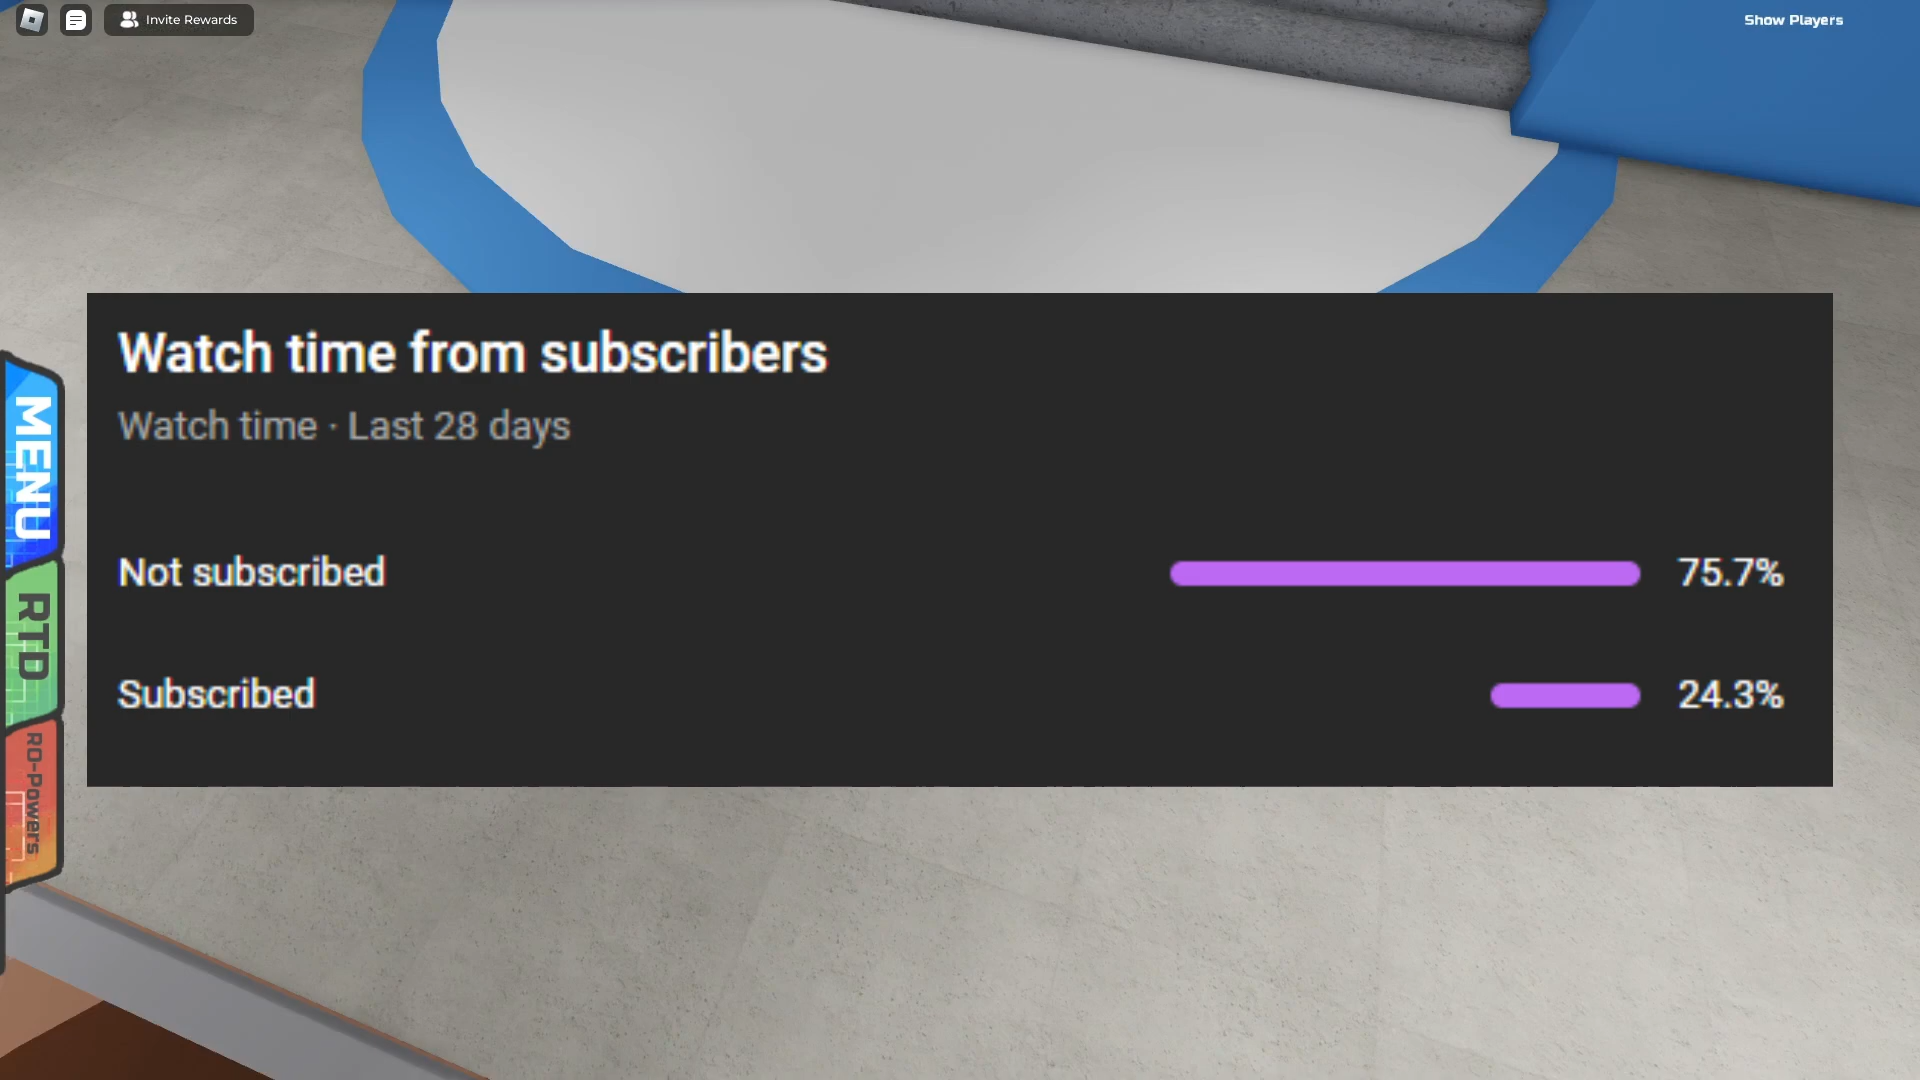 Invite Rewards
Show Players
Watch time from subscribers
Watch time · Last 28 days
Not subscribed 75.7%
Subscribed 24.3%
MENU
RTD
RO-Powers